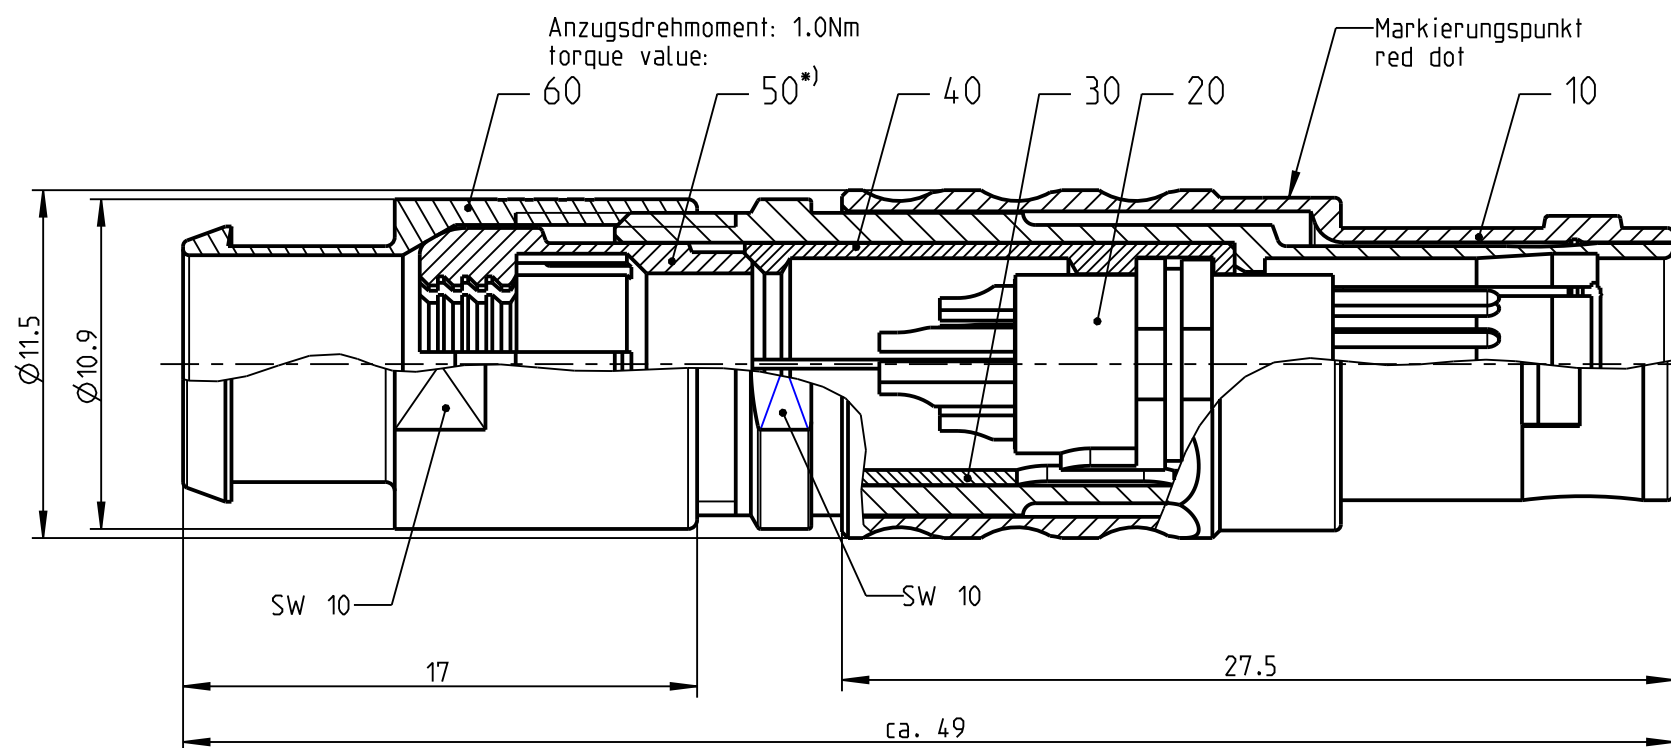 Anzugsdrehmoment: 1.0Nm
torque value:
Markierungspunkt
red dot
60
50*)
40
30
20
10
Ø11.5
Ø10.9
SW 10
SW 10
17
27.5
ca. 49